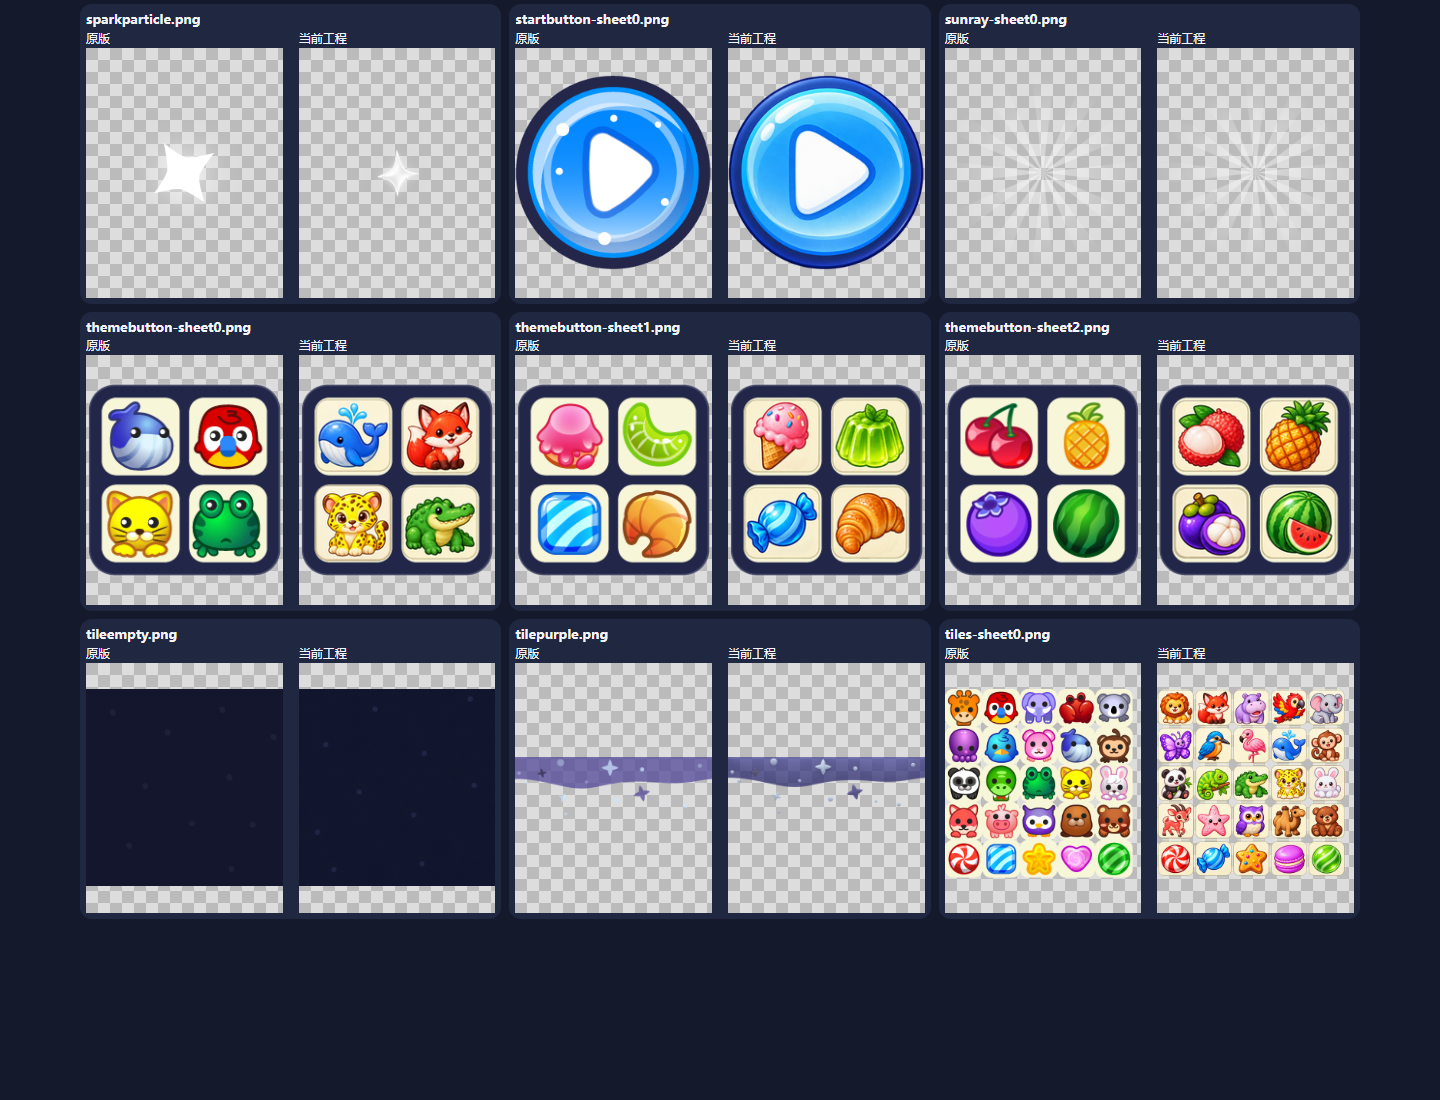 sparkparticle.png
原版
当前工程
startbutton-sheet0.png
原版
当前工程
sunray-sheet0.png
原版
当前工程
themebutton-sheet0.png
原版
当前工程
themebutton-sheet1.png
原版
当前工程
themebutton-sheet2.png
原版
当前工程
tileempty.png
原版
当前工程
tilepurple.png
原版
当前工程
tiles-sheet0.png
原版
当前工程